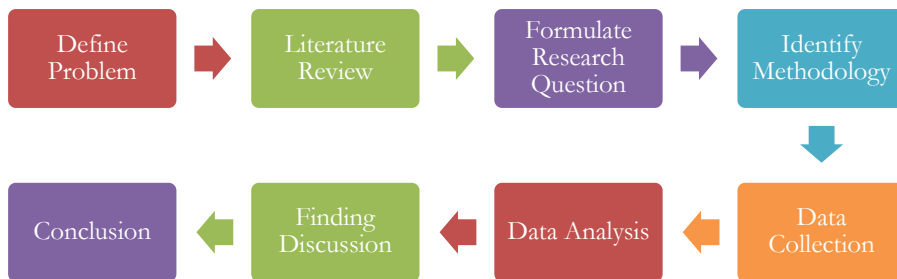 Define
Problem
Literature
Review
Formulate
Research
Question
Identify
Methodology
Data
Collection
Data Analysis
Finding
Discussion
Conclusion